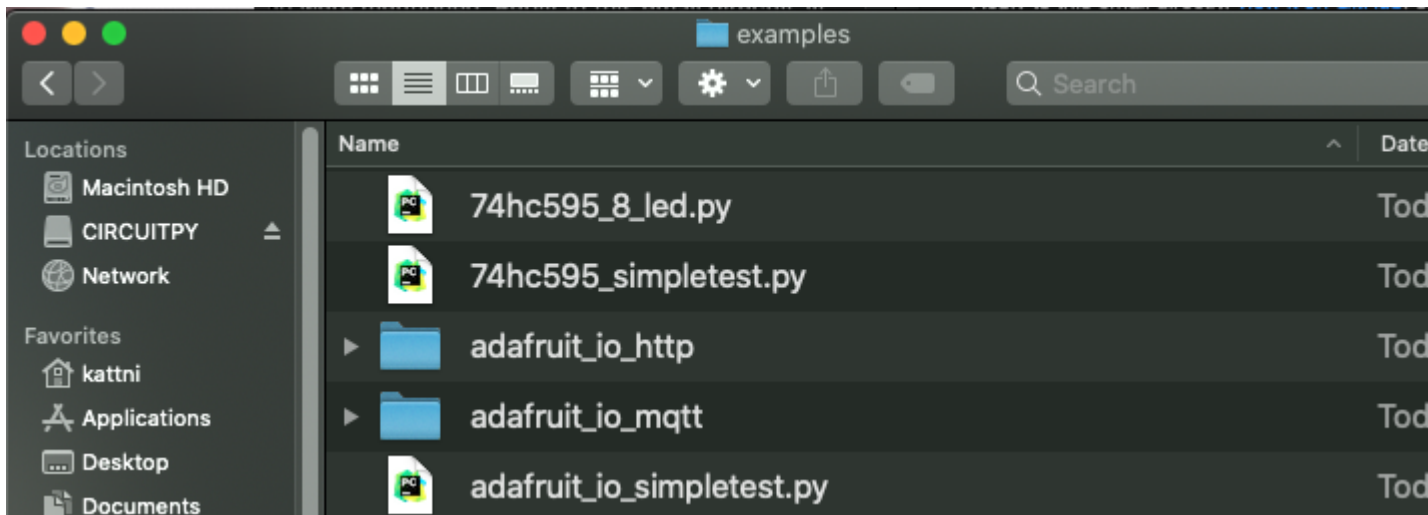 examples
Search
Locations
Macintosh HD
CIRCUITPY
Network
Favorites
kattni
Applications
Desktop
Documents
Name
Date
74hc595_8_led.py
Tod
74hc595_simpletest.py
Tod
adafruit_io_http
Tod
adafruit_io_mqtt
Tod
adafruit_io_simpletest.py
Tod